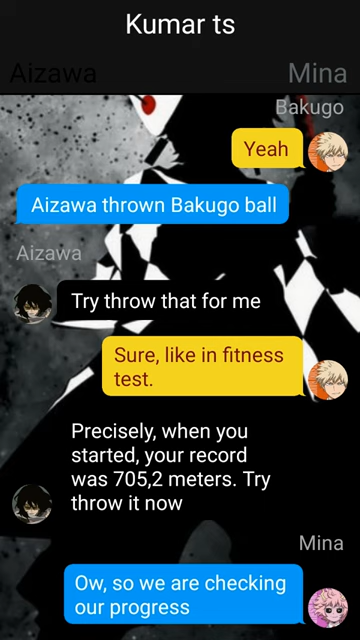 Kumar ts
Aizawa
Mina
Bakugo
Yeah
Aizawa thrown Bakugo ball
Aizawa
Try throw that for me
Sure, like in fitness
test.
Precisely, when you
started, your record
was 705,2 meters. Try
throw it now
Mina
Ow, so we are checking
our progress